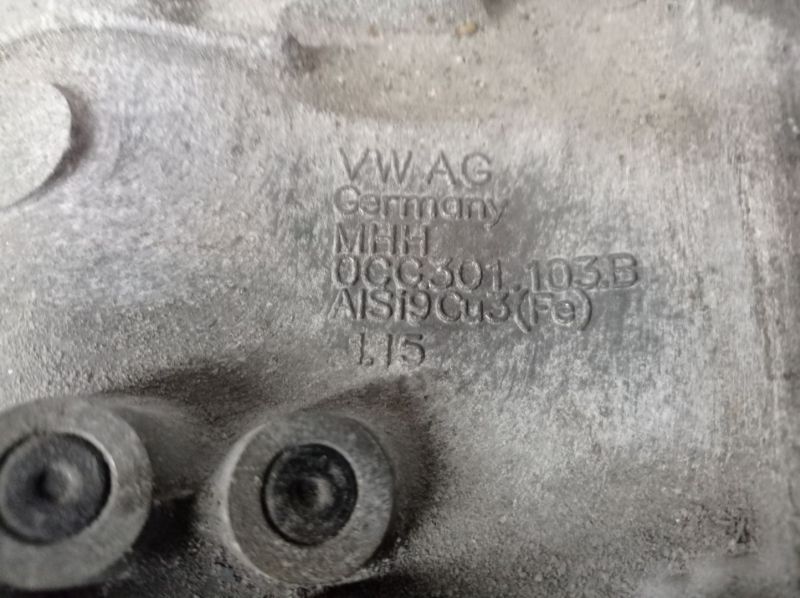 VW AG
Germany
MHH
0CC301.103.B
AlSi9Cu3(Fe)
1.15